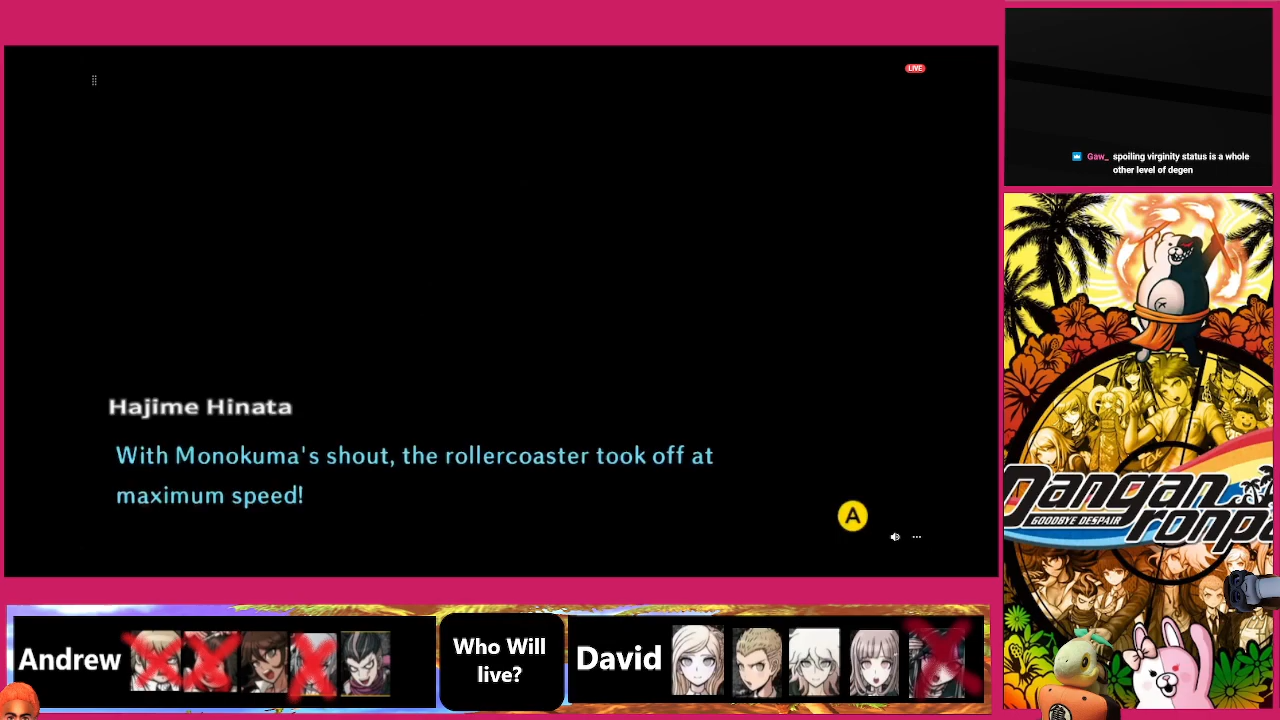 LIVE
Gaw_ spoiling virginity status is a whole
other level of degen
Hajime Hinata
With Monokuma's shout, the rollercoaster took off at
maximum speed!
A
Danganronpa
GOODBYE DESPAIR
Andrew
Who Will
live?
David